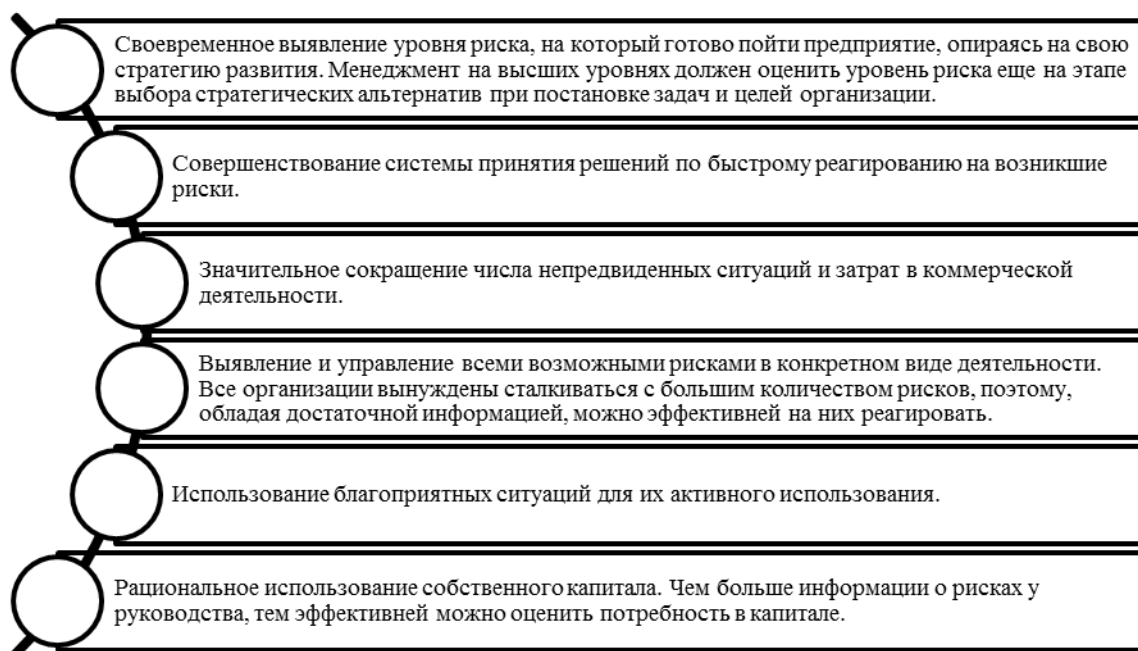 Своевременное выявление уровня риска, на который готово пойти предприятие, опираясь на свою
стратегию развития. Менеджмент на высших уровнях должен оценить уровень риска еще на этапе
выбора стратегических альтернатив при постановке задач и целей организации.
Совершенствование системы принятия решений по быстрому реагированию на возникшие
риски.
Значительное сокращение числа непредвиденных ситуаций и затрат в коммерческой
деятельности.
Выявление и управление всеми возможными рисками в конкретном виде деятельности.
Все организации вынуждены сталкиваться с большим количеством рисков, поэтому,
обладая достаточной информацией, можно эффективней на них реагировать.
Использование благоприятных ситуаций для их активного использования.
Рациональное использование собственного капитала. Чем больше информации о рисках у
руководства, тем эффективней можно оценить потребность в капитале.